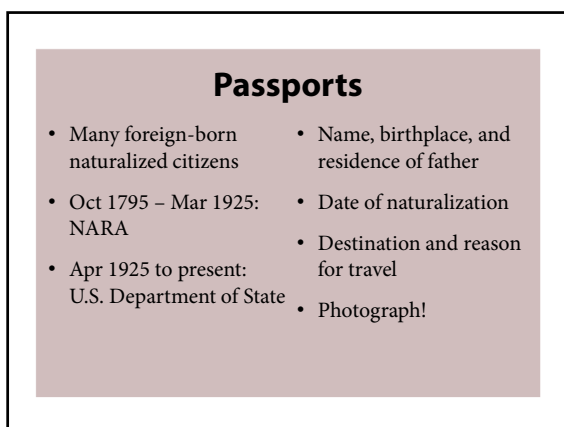 Passports
• Many foreign-born
naturalized citizens
• Oct 1795 – Mar 1925:
NARA
• Apr 1925 to present:
U.S. Department of State
• Name, birthplace, and
residence of father
• Date of naturalization
• Destination and reason
for travel
• Photograph!